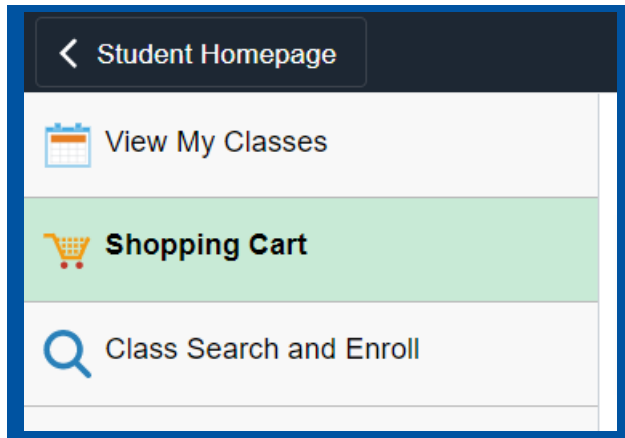 Student Homepage
View My Classes
Shopping Cart
Class Search and Enroll